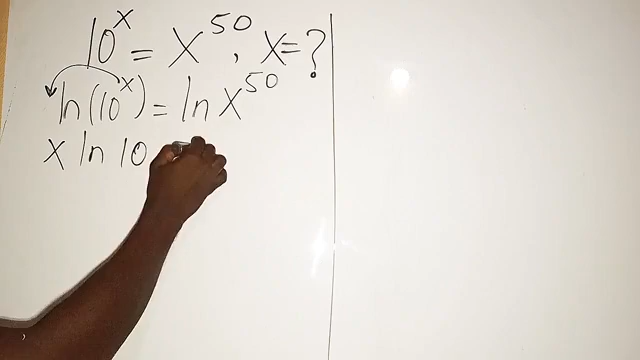 10^x = x^50, x=?
ln(10^x) = ln x^50
x ln 10